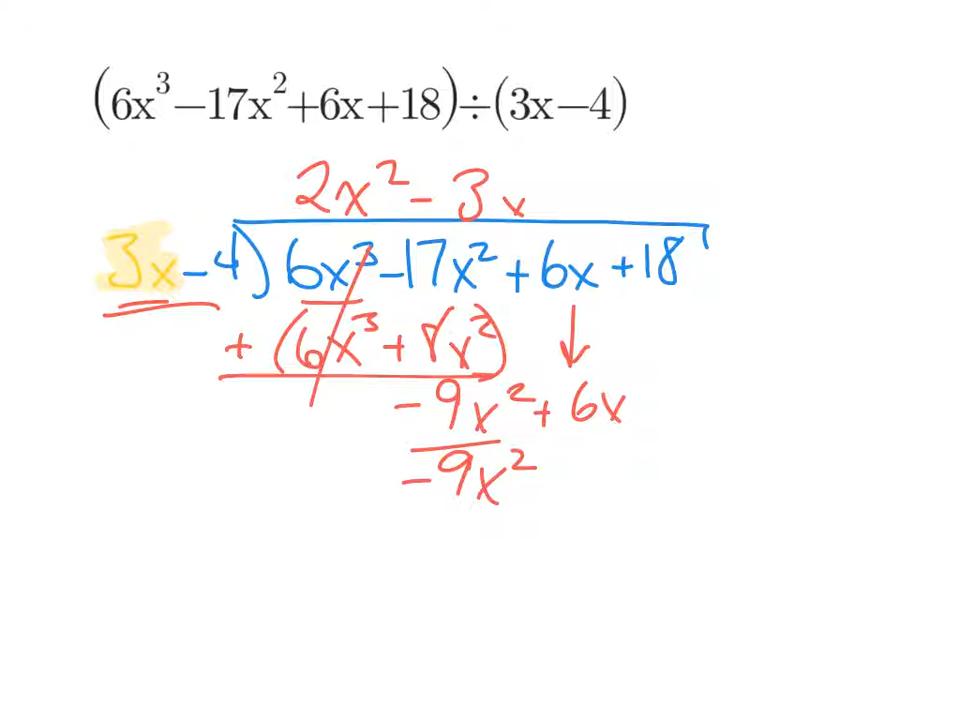 (6x³−17x²+6x+18)÷(3x−4)
2x² - 3x
3x - 4) 6x³ - 17x² + 6x + 18
+ (6x³ + 8x²) ↓
-9x² + 6x
-9x²